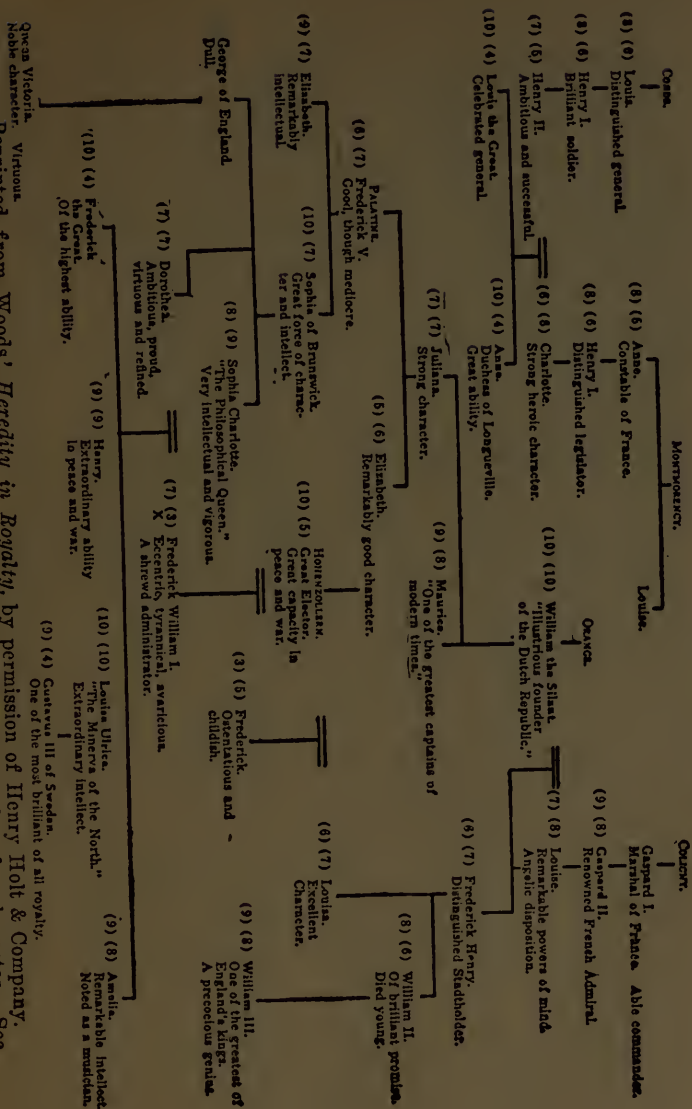 CONDE.
MONTMORENCY.
COLIGNY.
(8) (6) Louis.
Distinguished general.
(8) (6) Henry I.
Brilliant soldier.
(7) (5) Henry II.
Ambitious and successful.
(10) (4) Louis the Great.
Celebrated general.
(8) (5) Anne.
Constable of France.
Louise.
(8) (6) Henry I.
Distinguished legislator.
(6) (8) Charlotte.
Strong heroic character.
(10) (4) Anne.
Duchess of Longueville.
Great ability.
ORANGE.
(10) (10) William the Silent.
"Illustrious founder
of the Dutch Republic."
Gaspard I.
Marshal of France. Able commander.
(9) (8) Gaspard II.
Renowned French Admiral.
(7) (8) Louise.
Remarkable powers of mind.
Angelic disposition.
(7) (7) Juliana.
Strong character.
(9) (8) Maurice.
"One of the greatest captains of
modern times."
(6) (7) Frederick Henry.
Distinguished Stadtholder.
PALATINE.
(6) (7) Frederick V.
Good, though mediocre.
(5) (6) Elizabeth.
Remarkably good character.
(6) (7) Louisa.
Excellent
Character.
(8) (6) William II.
Of brilliant promise.
Died young.
(9) (7) Elizabeth.
Remarkably
intellectual.
(10) (7) Sophia of Brunswick.
Great force of charac-
ter and intellect.
HOHENZOLLERN.
(10) (5) Great Elector.
Great capacity in
peace and war.
(9) (8) William III.
One of the greatest of
England's kings.
A precocious genius.
George of England.
Dull.
(8) (9) Sophia Charlotte.
"The Philosophical Queen."
Very intellectual and vigorous.
(3) (5) Frederick.
Ostentatious and
childish.
(7) (7) Dorothea.
Ambitious, proud,
virtuous and refined.
(7) (3) Frederick William I.
X Eccentric, tyrannical, avaricious.
A shrewd administrator.
Queen Victoria.
Noble character. Virtuous.
(10) (4) Frederick
the Great.
Of the highest ability.
(9) (9) Henry.
Extraordinary ability
in peace and war.
(10) (10) Louisa Ulrica.
"The Minerva of the North."
Extraordinary intellect.
(9) (8) Amelia.
Remarkable intellect.
Noted as a musician.
(9) (4) Gustavus III of Sweden.
One of the most brilliant of all royalty.
Reprinted from Woods' Heredity in Royalty, by permission of Henry Holt & Company.
See